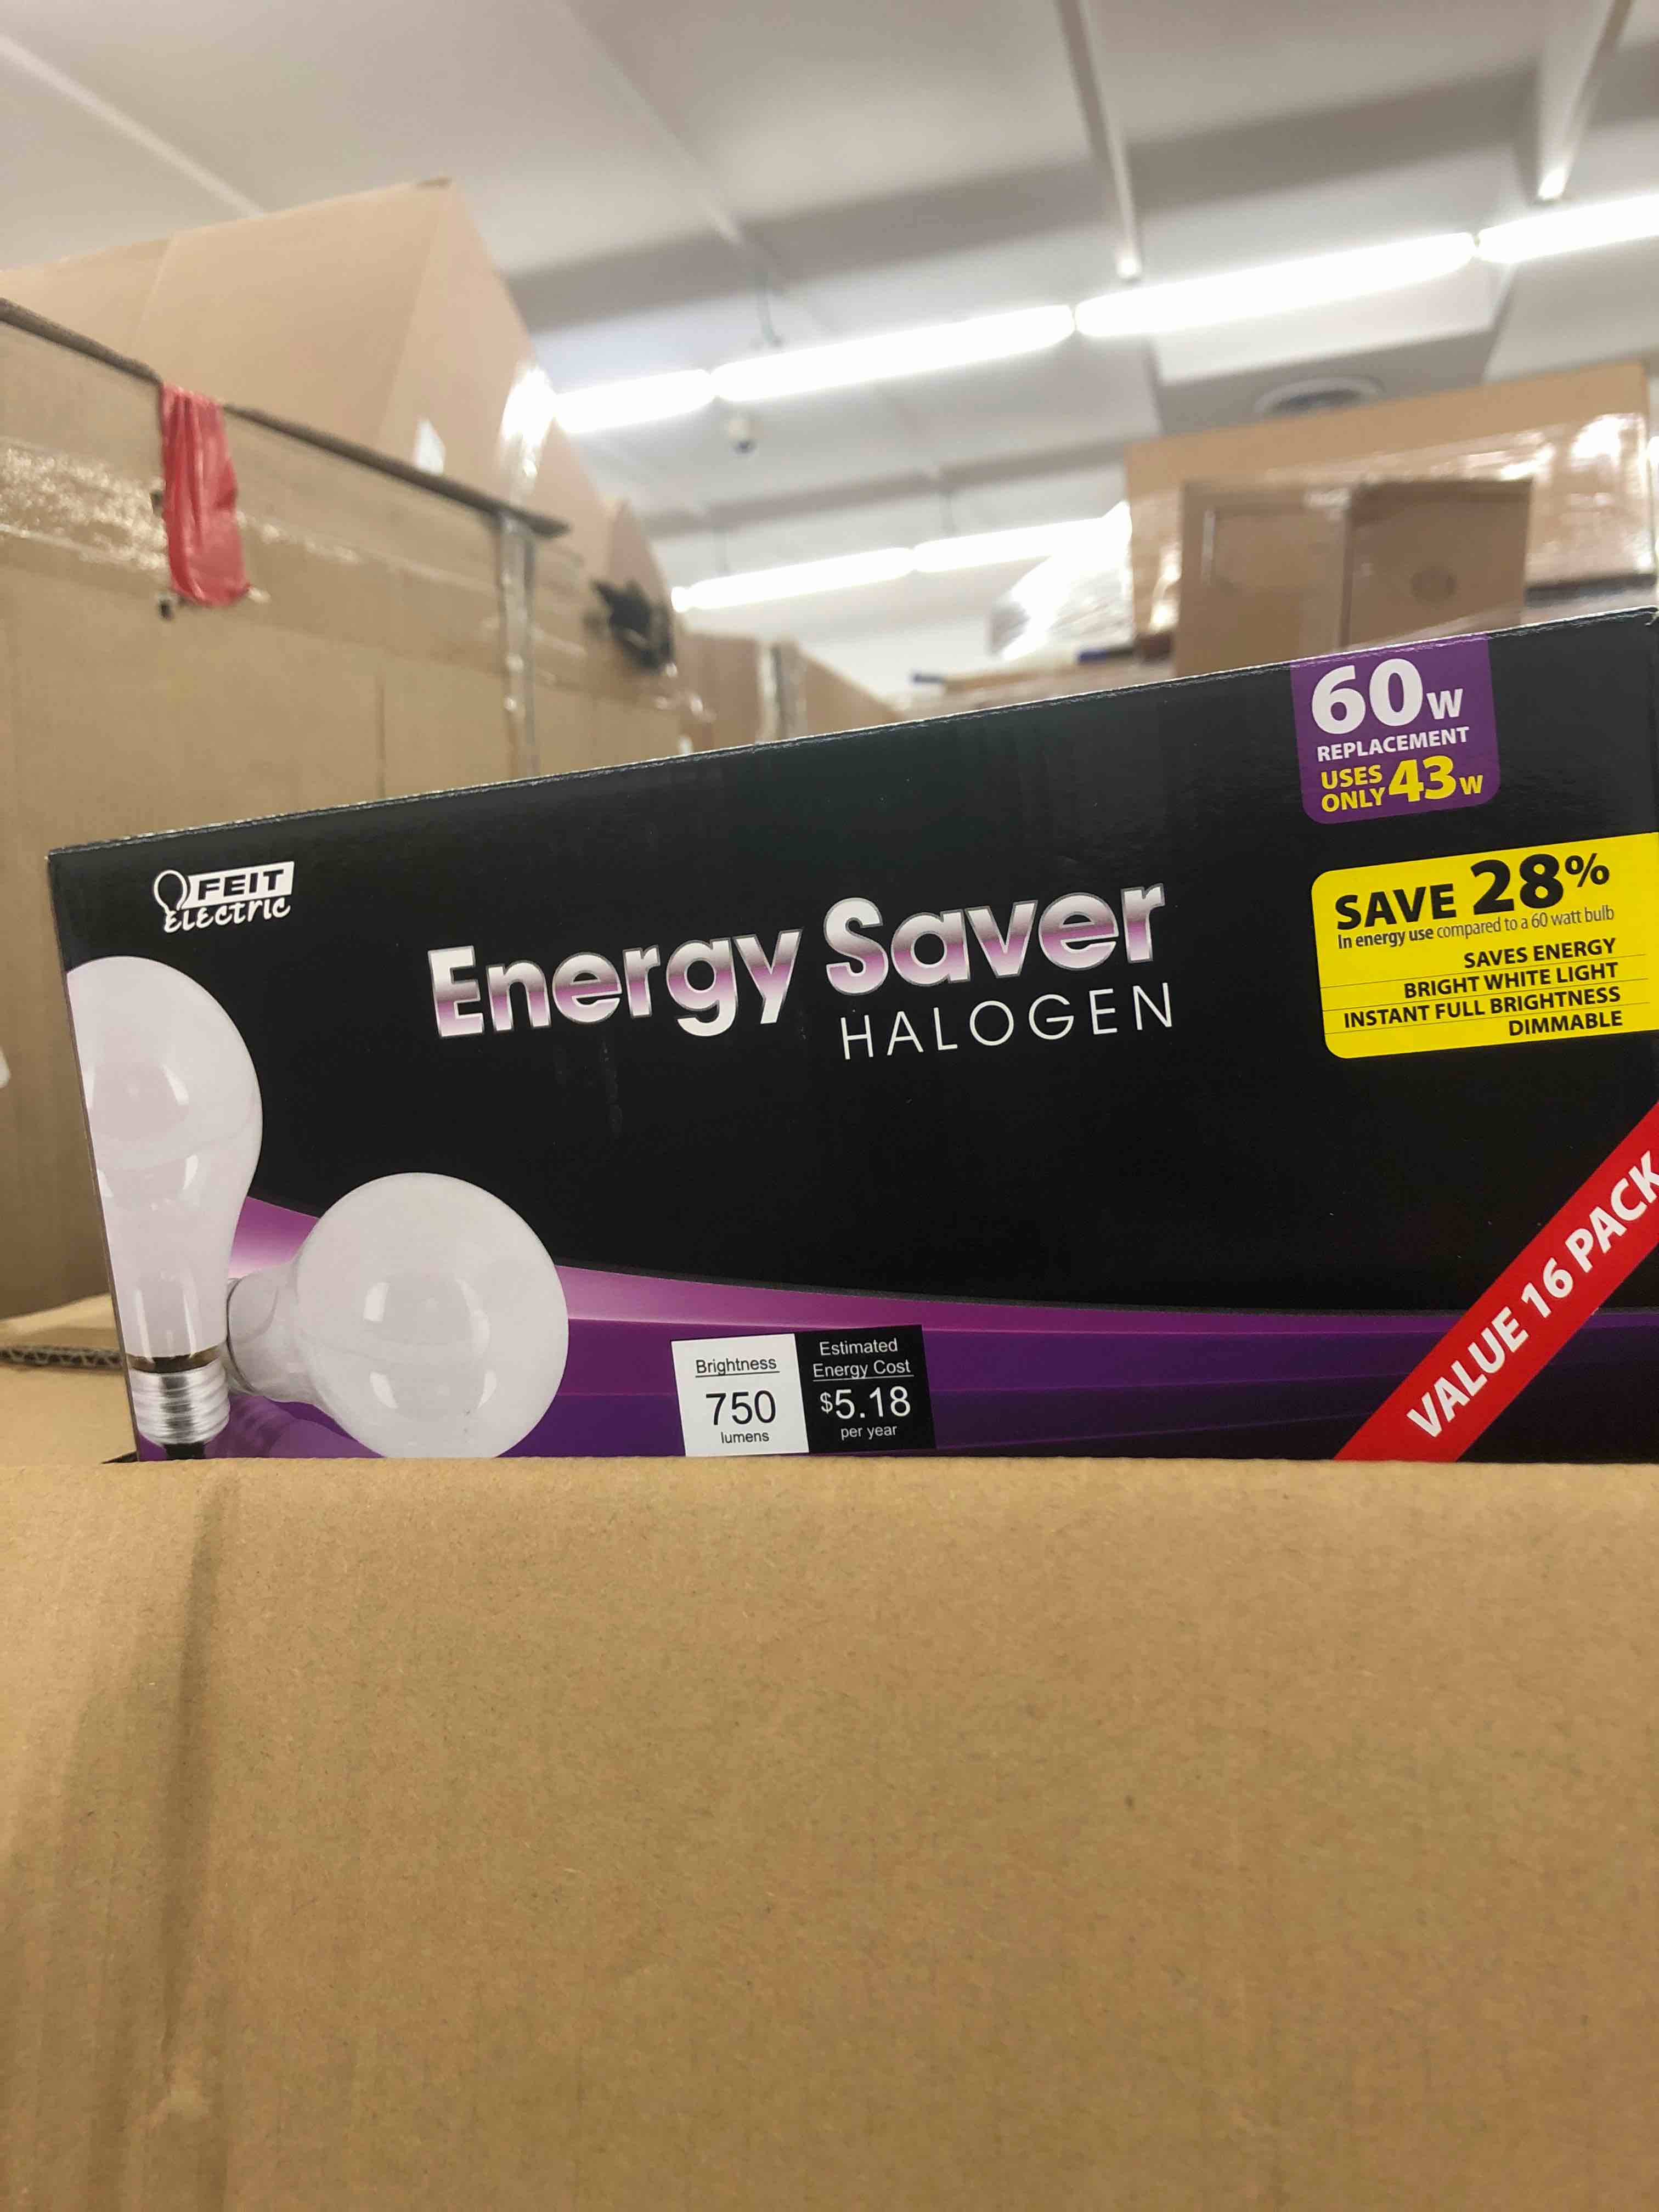 60W
REPLACEMENT
USES
ONLY 43W
FEIT
ELECTRIC
Energy Saver
HALOGEN
SAVE 28%
In energy use compared to a 60 watt bulb
SAVES ENERGY
BRIGHT WHITE LIGHT
INSTANT FULL BRIGHTNESS
DIMMABLE
VALUE 16 PACK
Brightness
750
lumens
Estimated
Energy Cost
$5.18
per year